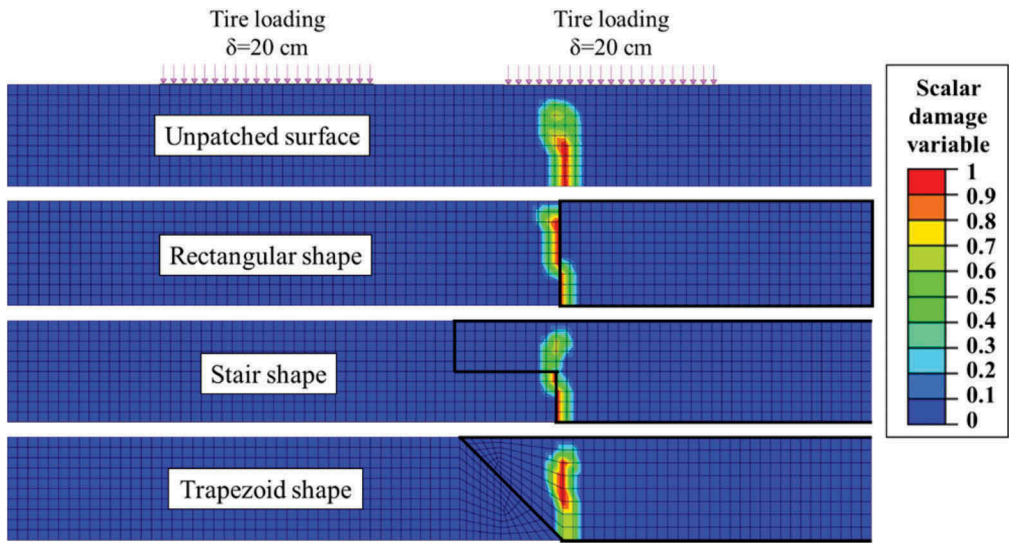 Tire loading
δ=20 cm
Tire loading
δ=20 cm
Unpatched surface
Rectangular shape
Stair shape
Trapezoid shape
Scalar
damage
variable
1
0.9
0.8
0.7
0.6
0.5
0.4
0.3
0.2
0.1
0